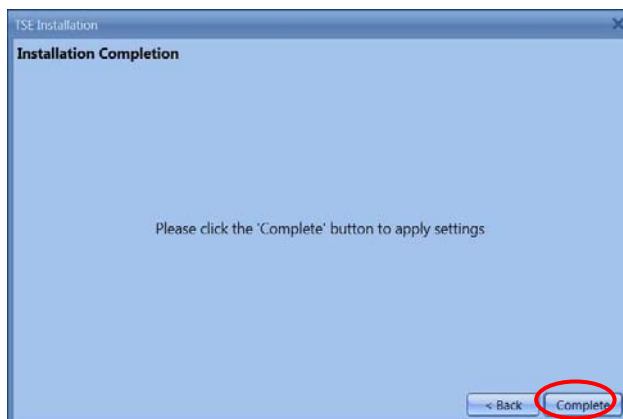 TSE Installation
Installation Completion
Please click the 'Complete' button to apply settings
< Back
Complete